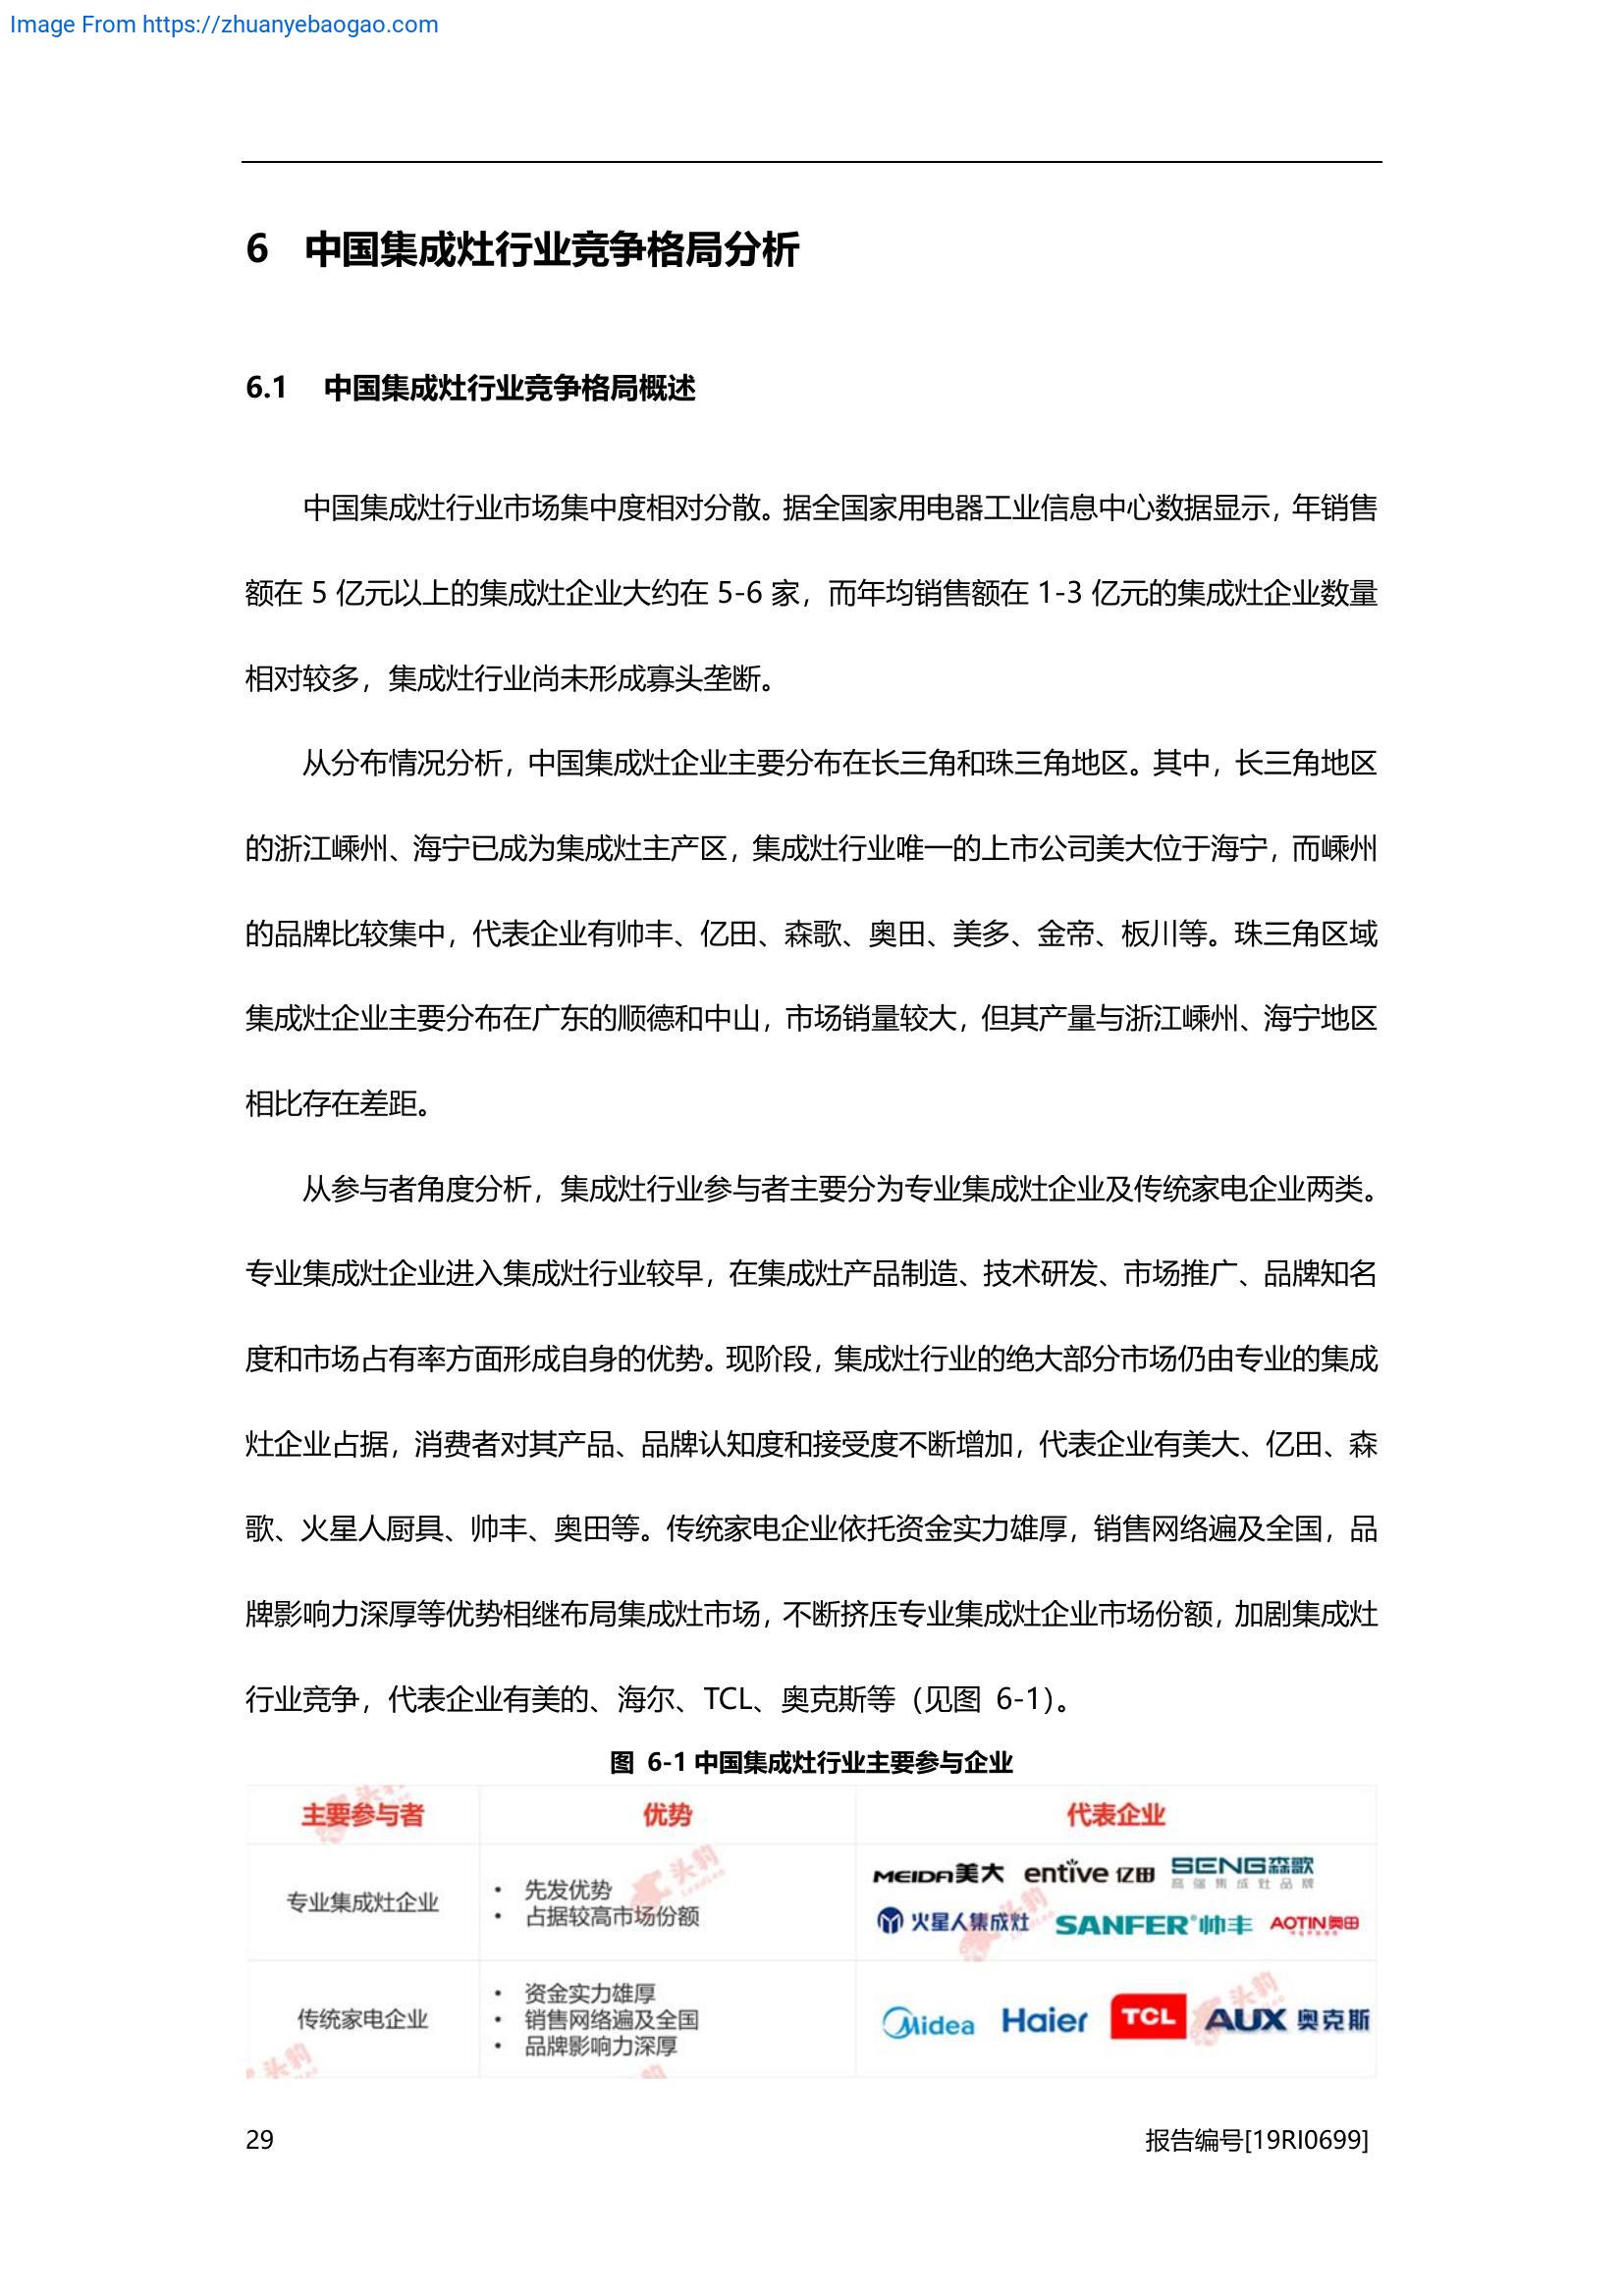 Image From https://zhuanyebaogao.com
6 中国集成灶行业竞争格局分析
6.1 中国集成灶行业竞争格局概述
中国集成灶行业市场集中度相对分散。据全国家用电器工业信息中心数据显示，年销售
额在 5 亿元以上的集成灶企业大约在 5-6 家，而年均销售额在 1-3 亿元的集成灶企业数量
相对较多，集成灶行业尚未形成寡头垄断。
从分布情况分析，中国集成灶企业主要分布在长三角和珠三角地区。其中，长三角地区
的浙江嵊州、海宁已成为集成灶主产区，集成灶行业唯一的上市公司美大位于海宁，而嵊州
的品牌比较集中，代表企业有帅丰、亿田、森歌、奥田、美多、金帝、板川等。珠三角区域
集成灶企业主要分布在广东的顺德和中山，市场销量较大，但其产量与浙江嵊州、海宁地区
相比存在差距。
从参与者角度分析，集成灶行业参与者主要分为专业集成灶企业及传统家电企业两类。
专业集成灶企业进入集成灶行业较早，在集成灶产品制造、技术研发、市场推广、品牌知名
度和市场占有率方面形成自身的优势。现阶段，集成灶行业的绝大部分市场仍由专业的集成
灶企业占据，消费者对其产品、品牌认知度和接受度不断增加，代表企业有美大、亿田、森
歌、火星人厨具、帅丰、奥田等。传统家电企业依托资金实力雄厚，销售网络遍及全国，品
牌影响力深厚等优势相继布局集成灶市场，不断挤压专业集成灶企业市场份额，加剧集成灶
行业竞争，代表企业有美的、海尔、TCL、奥克斯等（见图 6-1）。
图 6-1 中国集成灶行业主要参与企业
主要参与者 优势 代表企业
专业集成灶企业
• 先发优势
• 占据较高市场份额
MEIDA美大 entive 亿田 SENG森歌
高端集成灶品牌
火星人集成灶 SANFER®帅丰 AOTIN奥田
传统家电企业
• 资金实力雄厚
• 销售网络遍及全国
• 品牌影响力深厚
Midea Haier TCL AUX 奥克斯
头豹
LeadLeo
29 报告编号[19RI0699]